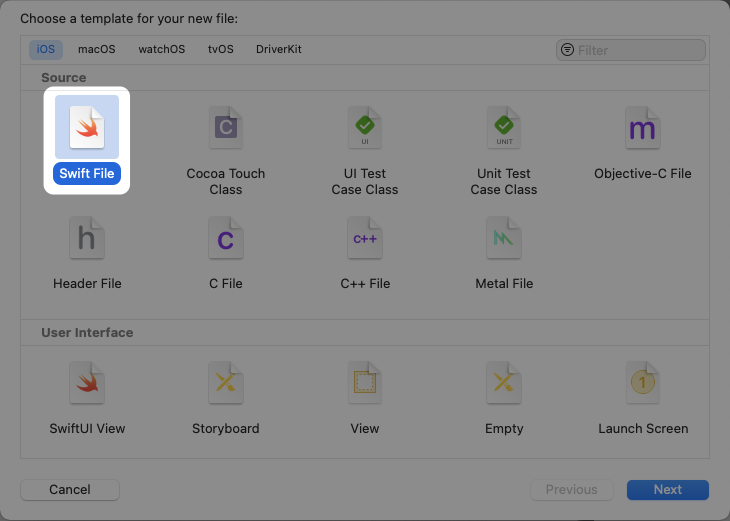 Choose a template for your new file:
iOS macOS watchOS tvOS DriverKit Filter
Source
C UI UNIT m
Swift File Cocoa Touch Class UI Test Case Class Unit Test Case Class Objective-C File
h C C++
Header File C File C++ File Metal File
User Interface
1
SwiftUI View Storyboard View Empty Launch Screen
Cancel Previous Next